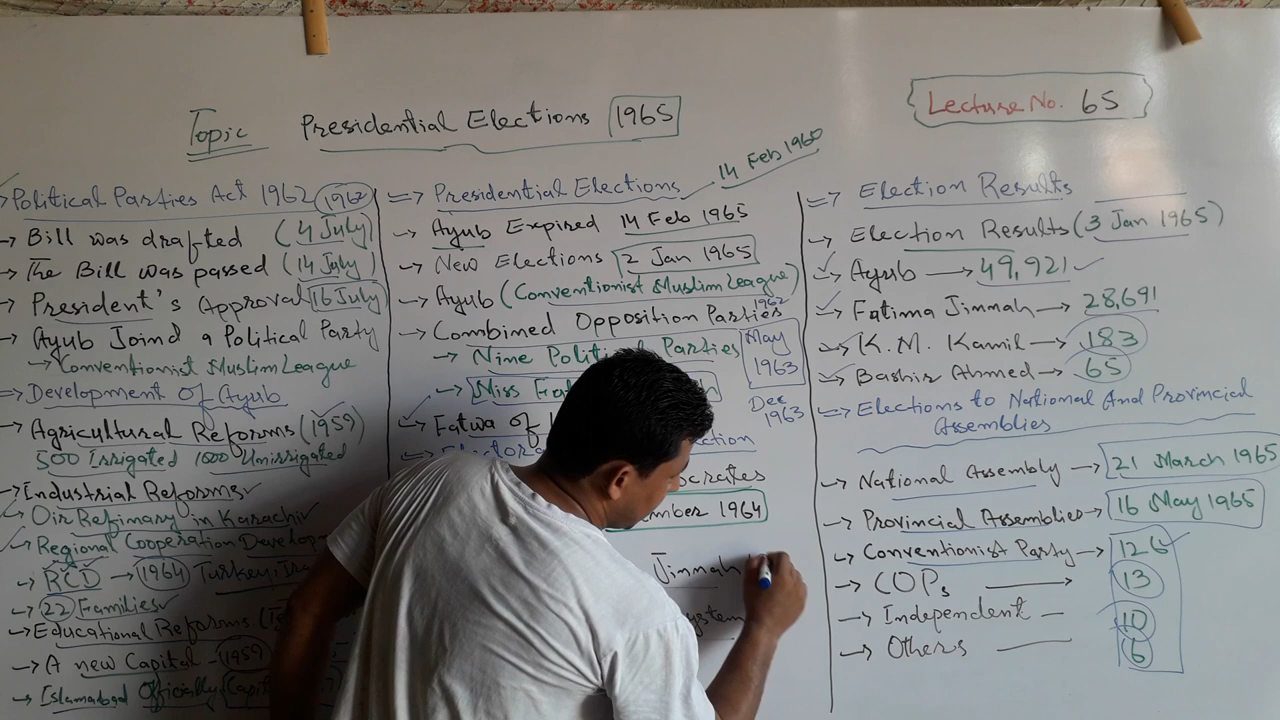 Lecture No. 65
Topic Presidential Elections 1965
Political Parties Act 1962 1962
→ Bill was drafted (4 July)
→ The Bill was passed (14 July)
→ President's Approval 16 July
→ Ayub Joind a Political Party
→ Conventionist Muslim League
⇒ Development Of Ayub
→ Agricultural Reforms (1959)
500 Irrigated 1000 Unirrigated
→ Industrial Reforms
→ Oil Refinary in Karachi
Regional Cooperation Develop
→ RCD → 1964 Turkey, Ira
→ 22 Families
→ Educational Reforms
→ A new Capital - 1959
→ Islamabad Officially Capit
⇒ Presidential Elections 14 Feb 1960
→ Ayub Expired 14 Feb 1965
→ New Elections 2 Jan 1965
→ Ayub (Conventionist Muslim League)
→ Combined Opposition Parties 1962
→ Nine Political Parties May 1963
→ Miss Fat
Dec 1963
→ Fatwa of
ction
ocrates
ember 1964
Jinnah
ystem
⇒ Election Results
→ Election Results (3 Jan 1965)
→ Ayub → 49,921
→ Fatima Jinnah → 28,691
→ K.M. Kamil → 183
→ Bashir Ahmed → 65
⇒ Elections to National And Provincial
Assemblies
→ National Assembly → 21 March 1965
→ Provincial Assemblies → 16 May 1965
→ Conventionist Party → 126
→ COPs → 13
→ Independent — 10
→ Others — 6